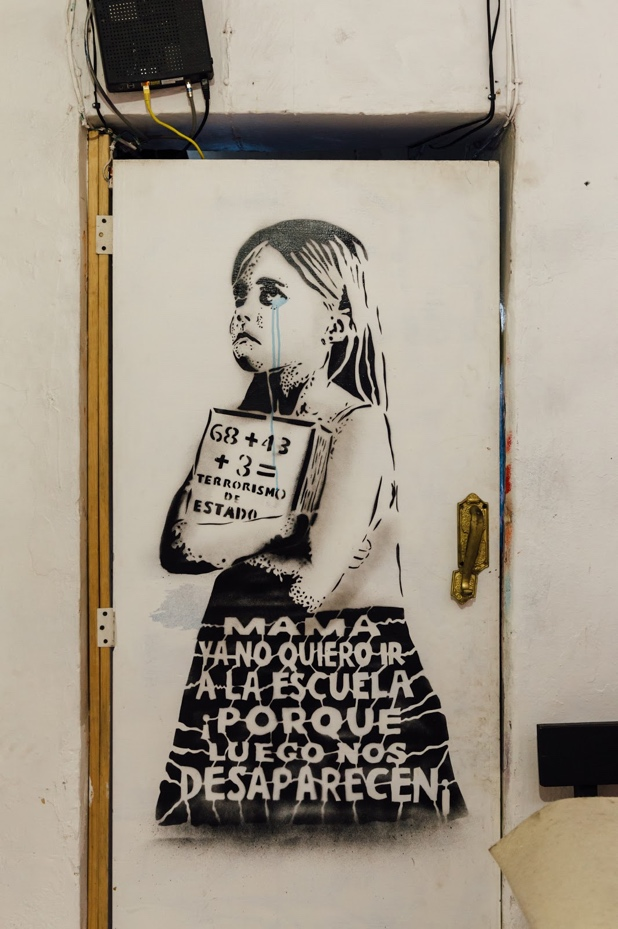 68+43
+3=
TERRORISMO
DE
ESTADO
MAMA
YA NO QUIERO IR
A LA ESCUELA
¡PORQUE
LUEGO NOS
DESAPARECEN¡